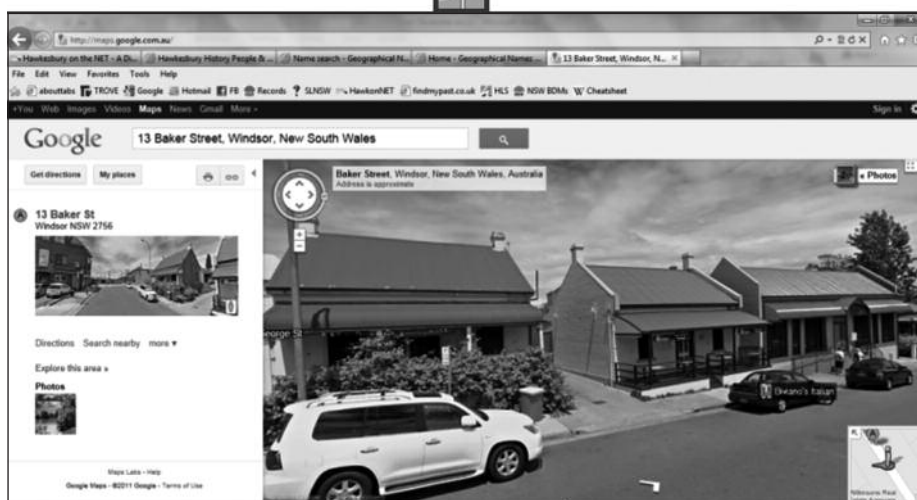 http://maps.google.com.au/
Hawkesbury on the NET - A Di...
Hawkesbury History People & ...
Name search - Geographical N...
Home - Geographical Names ...
13 Baker Street, Windsor, N...
File Edit View Favorites Tools Help
abouttabs TROVE Google Hotmail FB Records SLNSW HawkonNET findmypast.co.uk HLS NSW BDMs Cheatsheet
+You Web Images Videos Maps News Gmail More
Sign in
Google
13 Baker Street, Windsor, New South Wales
Get directions My places
A 13 Baker St
Windsor NSW 2756
Directions Search nearby more ▾
Explore this area »
Photos
Maps Labs - Help
Google Maps - ©2011 Google - Terms of Use
Baker Street, Windsor, New South Wales, Australia
Address is approximate
« Photos
eorge St
Italian
A